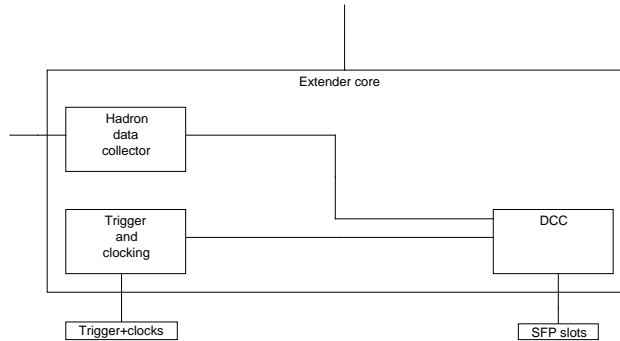 Extender core
Hadron
data
collector
Trigger
and
clocking
DCC
Trigger+clocks
SFP slots